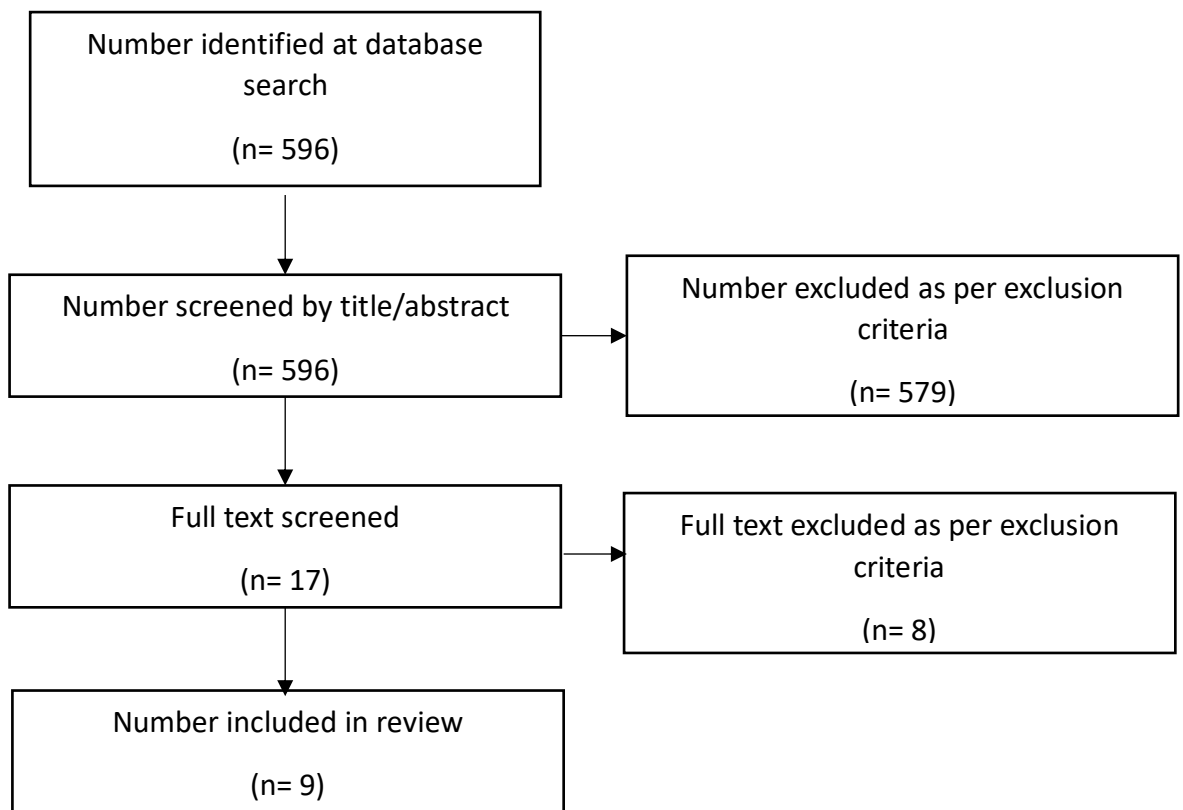 Number identified at database
search
(n= 596)
Number screened by title/abstract
(n= 596)
Number excluded as per exclusion
criteria
(n= 579)
Full text screened
(n= 17)
Full text excluded as per exclusion
criteria
(n= 8)
Number included in review
(n= 9)